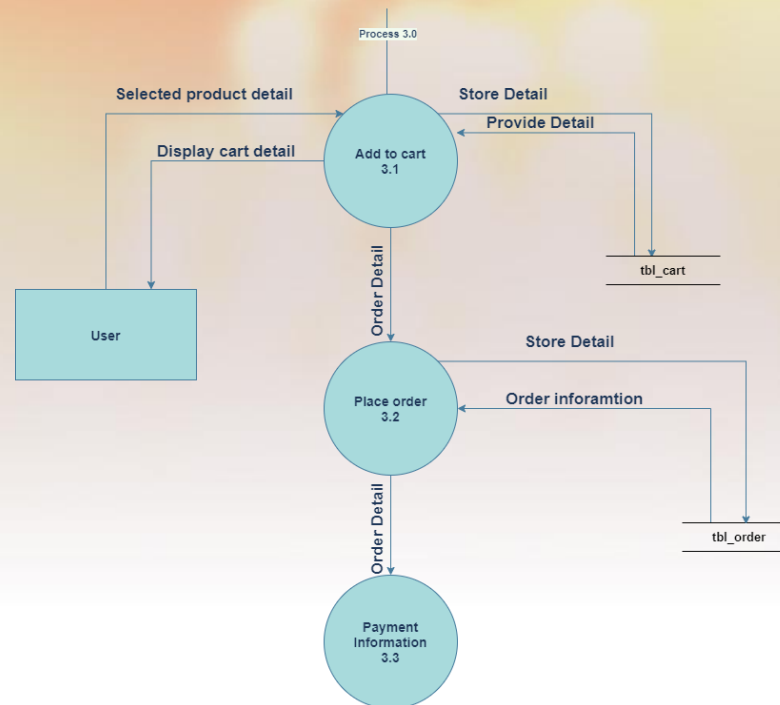 Process 3.0
Selected product detail
Store Detail
Provide Detail
Display cart detail
Add to cart
3.1
tbl_cart
Order Detail
User
Store Detail
Place order
3.2
Order inforamtion
Order Detail
tbl_order
Payment
Information
3.3